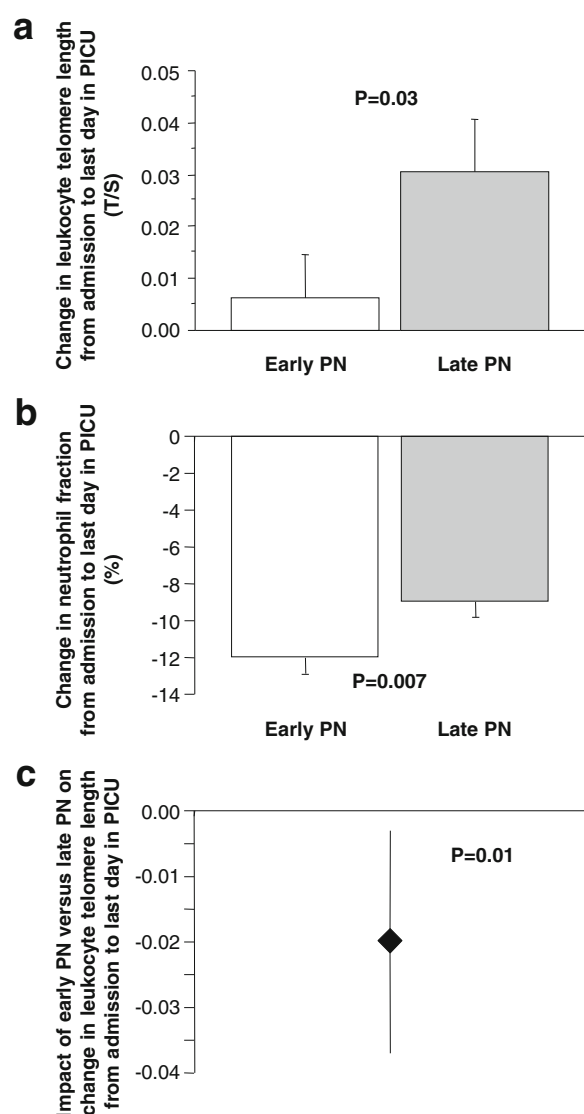 a
Change in leukocyte telomere length
from admission to last day in PICU
(T/S)
0.05
0.04
0.03
0.02
0.01
0.00
P=0.03
Early PN
Late PN
b
Change in neutrophil fraction
from admission to last day in PICU
(%)
0
-2
-4
-6
-8
-10
-12
-14
P=0.007
Early PN
Late PN
c
Impact of early PN versus late PN on
change in leukocyte telomere length
from admission to last day in PICU
0.00
-0.01
-0.02
-0.03
-0.04
P=0.01